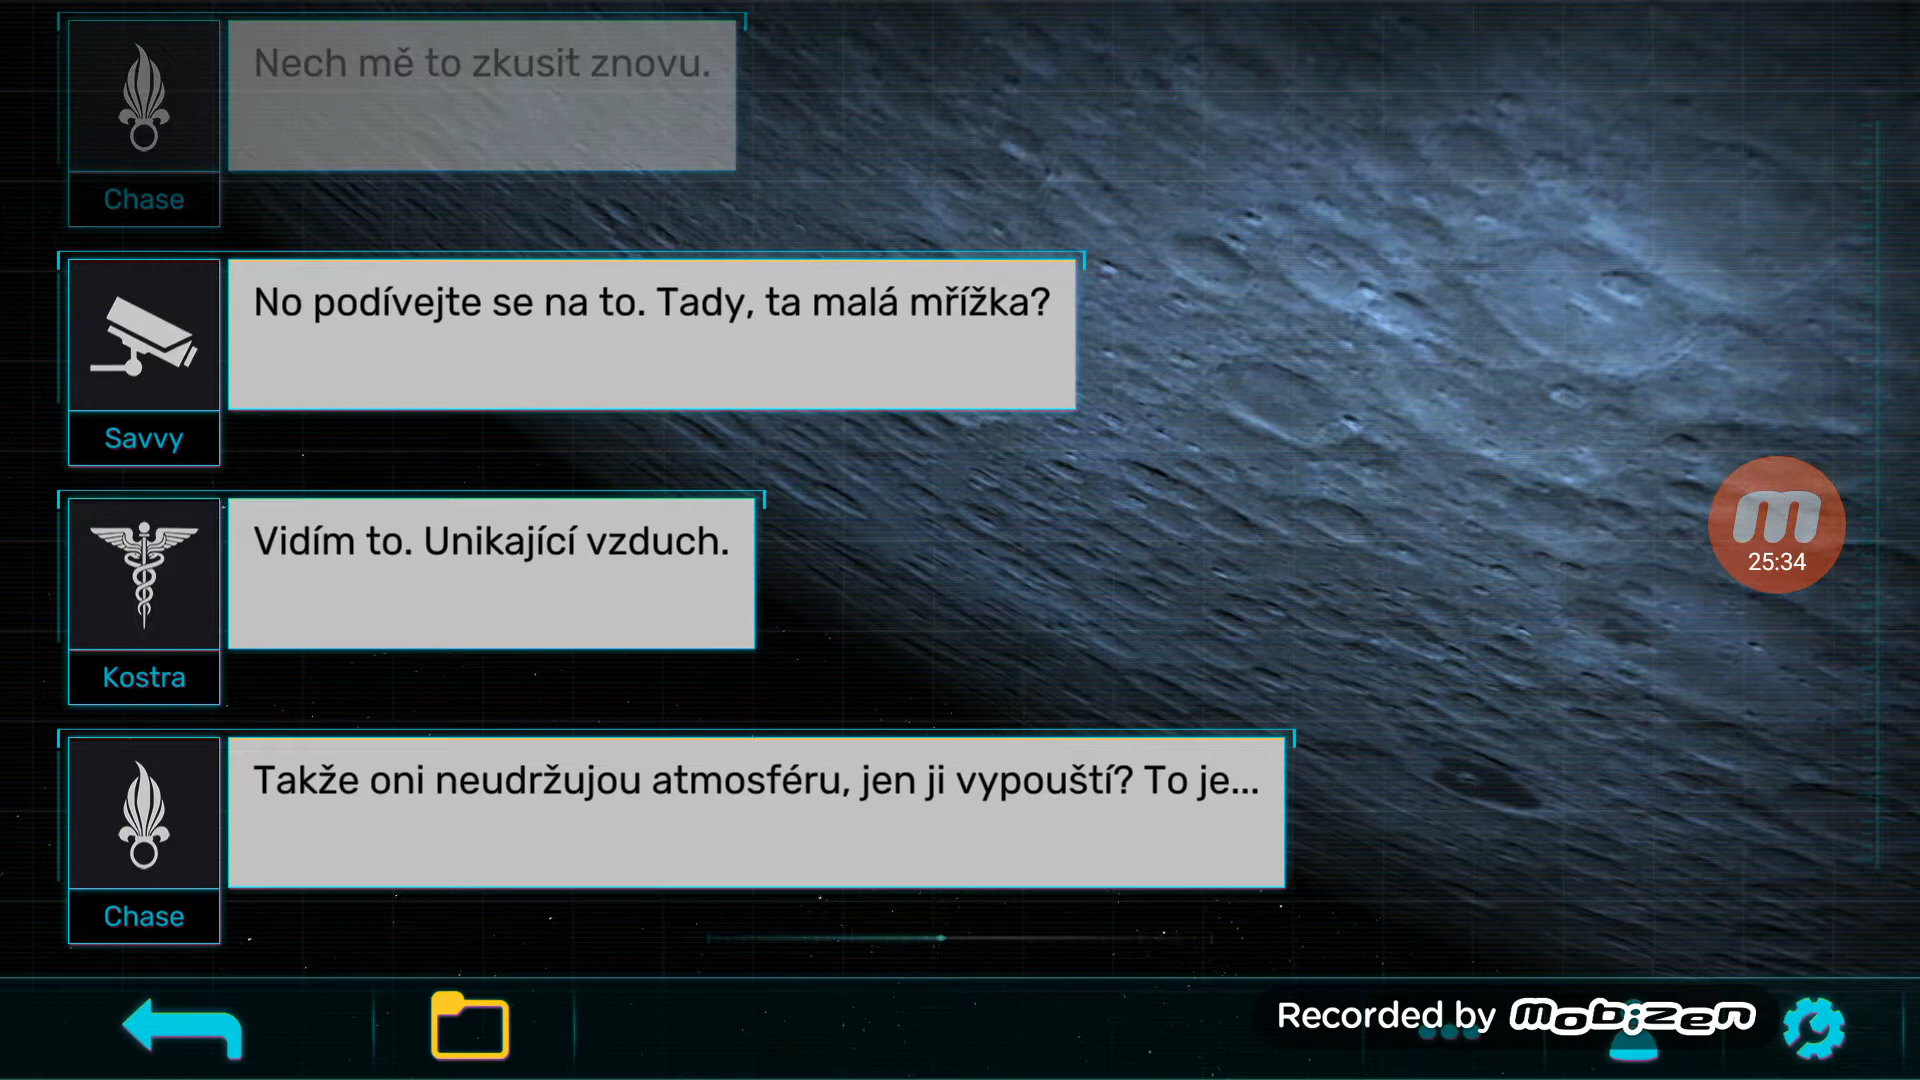 Nech mě to zkusit znovu.
Chase
No podívejte se na to. Tady, ta malá mřížka?
Savvy
Vidím to. Unikající vzduch.
Kostra
25:34
Takže oni neudržujou atmosféru, jen ji vypouští? To je...
Chase
Recorded by mobizen